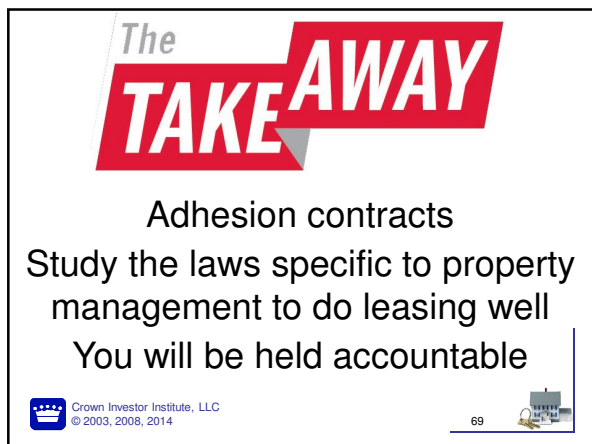 The
TAKE AWAY
Adhesion contracts
Study the laws specific to property
management to do leasing well
You will be held accountable
Crown Investor Institute, LLC
© 2003, 2008, 2014
69